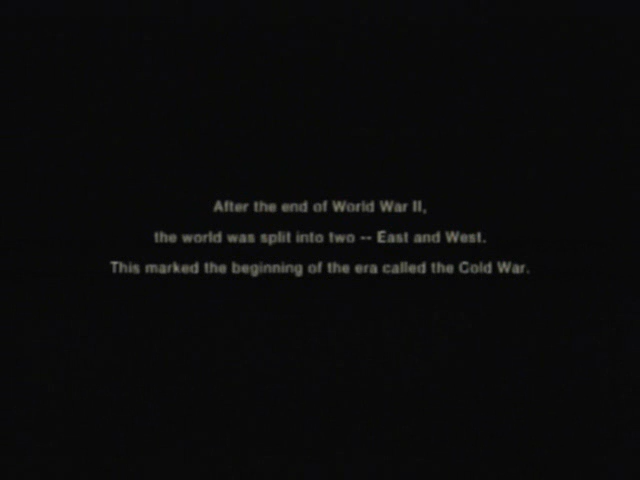 After the end of World War II,
the world was split into two -- East and West.
This marked the beginning of the era called the Cold War.